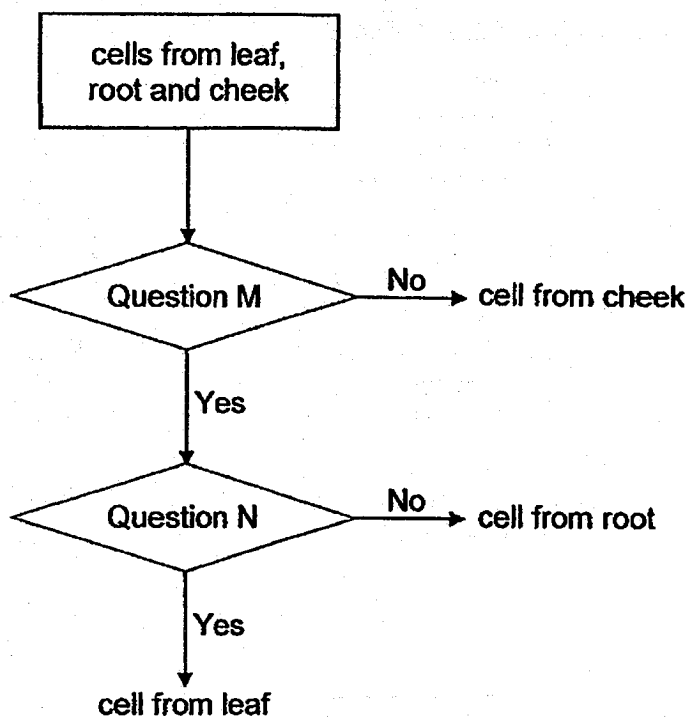 cells from leaf,
root and cheek
Question M
No
cell from cheek
Yes
Question N
No
cell from root
Yes
cell from leaf